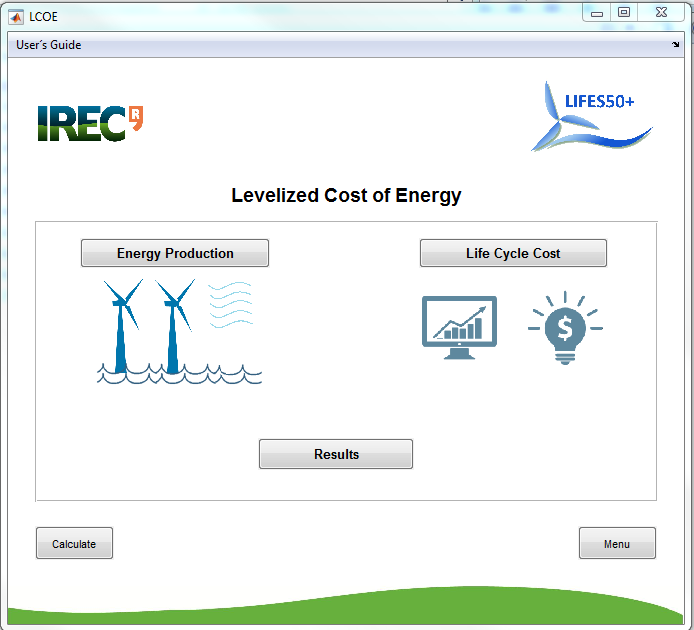 LCOE
User's Guide
IREC R
LIFES50+
Levelized Cost of Energy
Energy Production
Life Cycle Cost
$
Results
Calculate
Menu